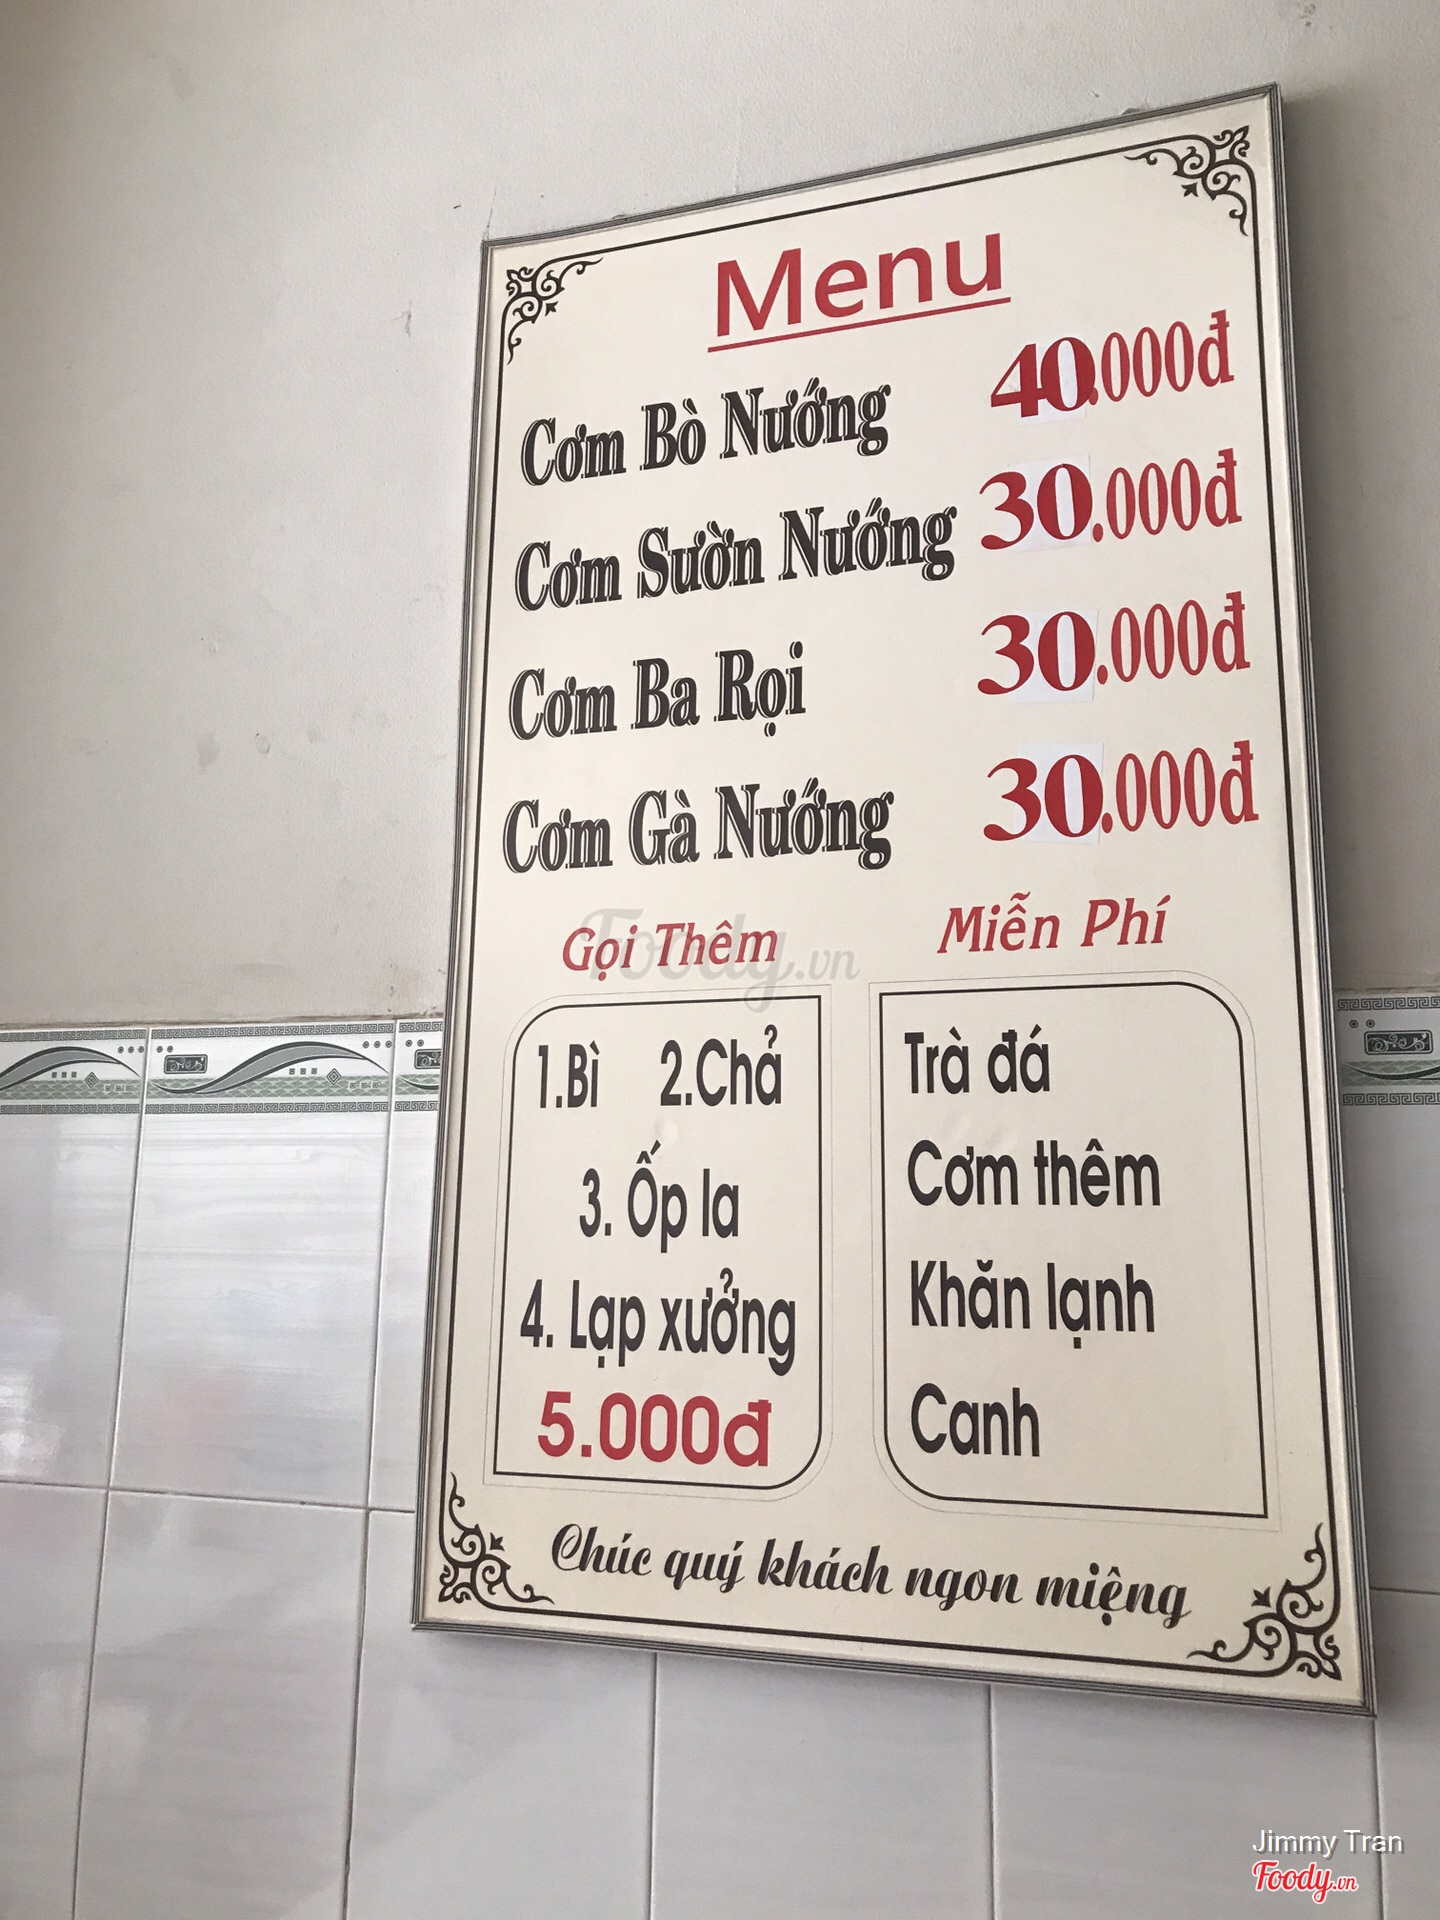 Menu
Cơm Bò Nướng 40.000đ
Cơm Sườn Nướng 30.000đ
Cơm Ba Rọi 30.000đ
Cơm Gà Nướng 30.000đ
Gọi Thêm
1.Bì 2.Chả
3. Ốp la
4. Lạp xưởng
5.000đ
Miễn Phí
Trà đá
Cơm thêm
Khăn lạnh
Canh
Chúc quý khách ngon miệng
Foody.vn
Jimmy Tran
Foody.vn